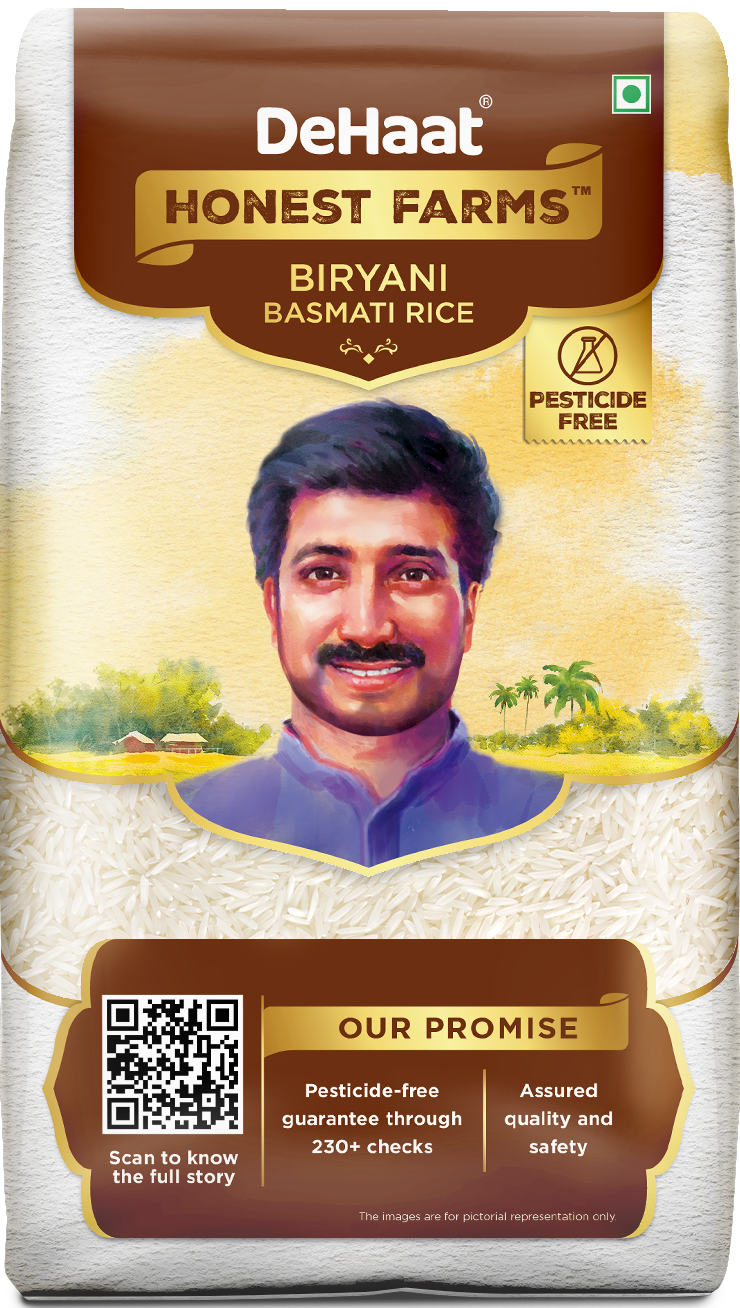 DeHaat®
HONEST FARMS™
BIRYANI
BASMATI RICE
PESTICIDE
FREE
OUR PROMISE
Pesticide-free
guarantee through
230+ checks
Assured
quality and
safety
Scan to know
the full story
The images are for pictorial representation only.